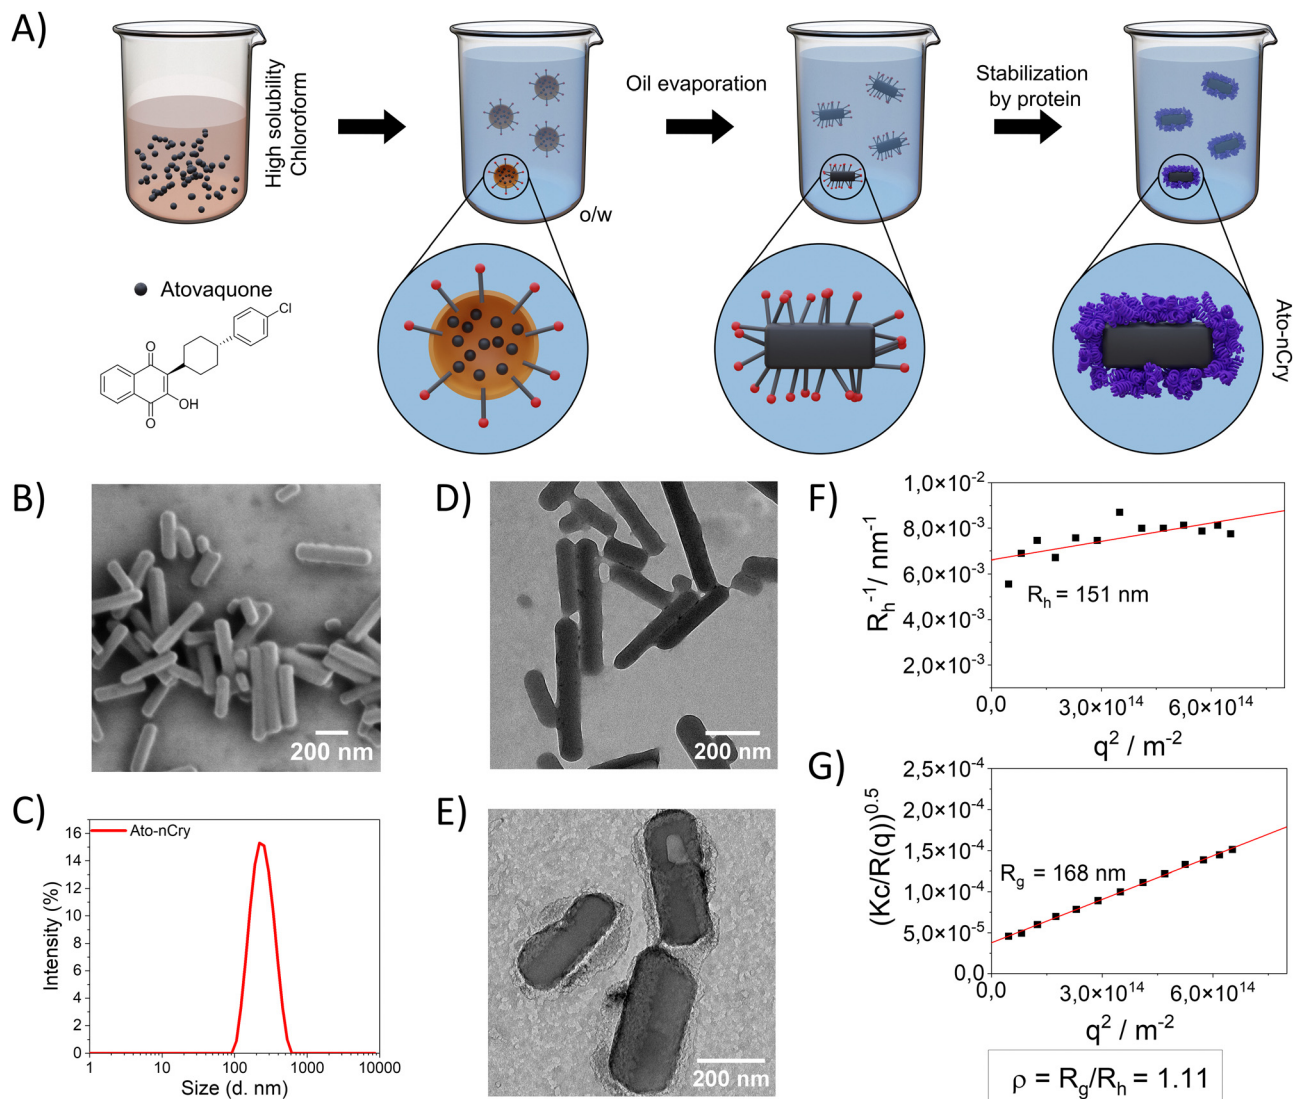 A)
High solubility
Chloroform
Oil evaporation
Stabilization
by protein
o/w
Atovaquone
Cl
O
OH
O
Ato-nCry
B)
200 nm
C)
Ato-nCry
16
14
12
10
8
6
4
2
0
Intensity (%)
1
10
100
1000
10000
Size (d. nm)
D)
200 nm
E)
200 nm
F)
1,0×10⁻²
8,0×10⁻³
6,0×10⁻³
4,0×10⁻³
2,0×10⁻³
Rₕ⁻¹/ nm⁻¹
Rₕ = 151 nm
0,0
3,0×10¹⁴
6,0×10¹⁴
q² / m⁻²
G)
2,5×10⁻⁴
2,0×10⁻⁴
1,5×10⁻⁴
1,0×10⁻⁴
5,0×10⁻⁵
0,0
(Kc/R(q))⁰·⁵
R_g = 168 nm
0,0
3,0×10¹⁴
6,0×10¹⁴
q² / m⁻²
ρ = R_g/Rₕ = 1.11